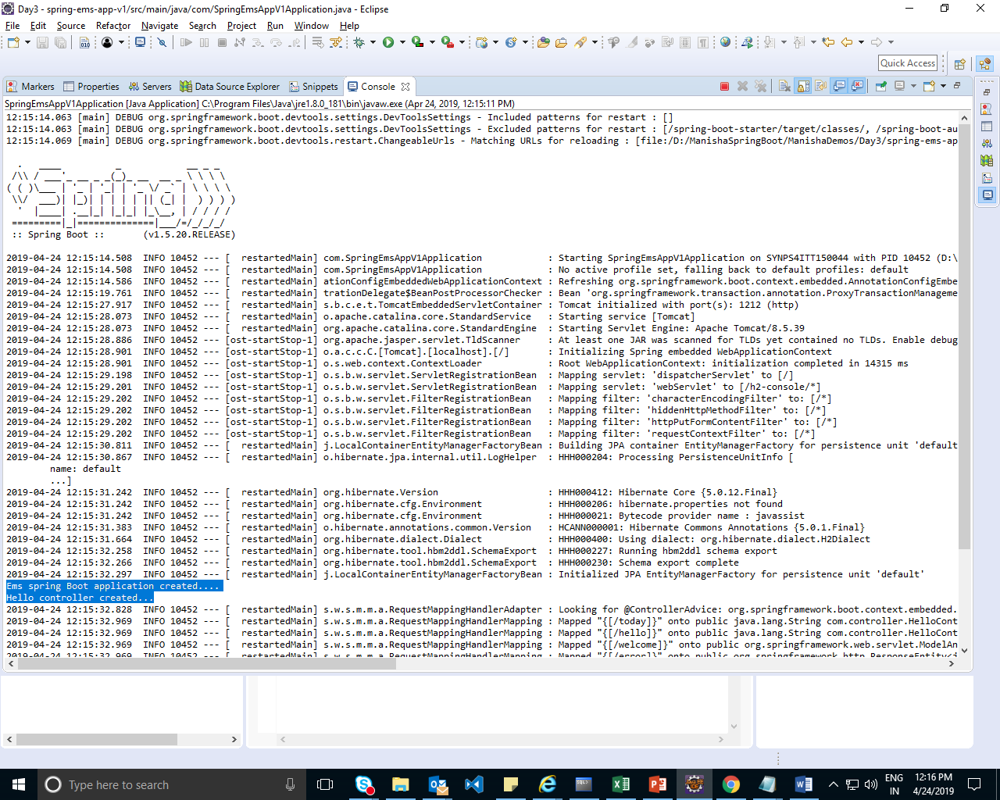 Day3 - spring-ems-app-v1/src/main/java/com/SpringEmsAppV1Application.java - Eclipse
File Edit Source Refactor Navigate Search Project Run Window Help
Quick Access
Markers Properties Servers Data Source Explorer Snippets Console
SpringEmsAppV1Application [Java Application] C:\Program Files\Java\jre1.8.0_181\bin\javaw.exe (Apr 24, 2019, 12:15:11 PM)
12:15:14.063 [main] DEBUG org.springframework.boot.devtools.settings.DevToolsSettings - Included patterns for restart : []
12:15:14.063 [main] DEBUG org.springframework.boot.devtools.settings.DevToolsSettings - Excluded patterns for restart : [/spring-boot-starter/target/classes/, /spring-boot-au
12:15:14.069 [main] DEBUG org.springframework.boot.devtools.restart.ChangeableUrls - Matching URLs for reloading : [file:/D:/ManishaSpringBoot/ManishaDemos/Day3/spring-ems-ap
:: Spring Boot :: (v1.5.20.RELEASE)
2019-04-24 12:15:14.508 INFO 10452 --- [ restartedMain] com.SpringEmsAppV1Application : Starting SpringEmsAppV1Application on SYNPS4ITT150044 with PID 10452 (D:\
2019-04-24 12:15:14.508 INFO 10452 --- [ restartedMain] com.SpringEmsAppV1Application : No active profile set, falling back to default profiles: default
2019-04-24 12:15:14.586 INFO 10452 --- [ restartedMain] ationConfigEmbeddedWebApplicationContext : Refreshing org.springframework.boot.context.embedded.AnnotationConfigEmbe
2019-04-24 12:15:19.761 INFO 10452 --- [ restartedMain] trationDelegate$BeanPostProcessorChecker : Bean 'org.springframework.transaction.annotation.ProxyTransactionManageme
2019-04-24 12:15:27.917 INFO 10452 --- [ restartedMain] s.b.c.e.t.TomcatEmbeddedServletContainer : Tomcat initialized with port(s): 1212 (http)
2019-04-24 12:15:28.073 INFO 10452 --- [ restartedMain] o.apache.catalina.core.StandardService : Starting service [Tomcat]
2019-04-24 12:15:28.073 INFO 10452 --- [ restartedMain] org.apache.catalina.core.StandardEngine : Starting Servlet Engine: Apache Tomcat/8.5.39
2019-04-24 12:15:28.886 INFO 10452 --- [ost-startStop-1] org.apache.jasper.servlet.TldScanner : At least one JAR was scanned for TLDs yet contained no TLDs. Enable debug
2019-04-24 12:15:28.901 INFO 10452 --- [ost-startStop-1] o.a.c.c.C.[Tomcat].[localhost].[/] : Initializing Spring embedded WebApplicationContext
2019-04-24 12:15:28.901 INFO 10452 --- [ost-startStop-1] o.s.web.context.ContextLoader : Root WebApplicationContext: initialization completed in 14315 ms
2019-04-24 12:15:29.198 INFO 10452 --- [ost-startStop-1] o.s.b.w.servlet.ServletRegistrationBean : Mapping servlet: 'dispatcherServlet' to [/]
2019-04-24 12:15:29.201 INFO 10452 --- [ost-startStop-1] o.s.b.w.servlet.ServletRegistrationBean : Mapping servlet: 'webServlet' to [/h2-console/*]
2019-04-24 12:15:29.202 INFO 10452 --- [ost-startStop-1] o.s.b.w.servlet.FilterRegistrationBean : Mapping filter: 'characterEncodingFilter' to: [/*]
2019-04-24 12:15:29.202 INFO 10452 --- [ost-startStop-1] o.s.b.w.servlet.FilterRegistrationBean : Mapping filter: 'hiddenHttpMethodFilter' to: [/*]
2019-04-24 12:15:29.202 INFO 10452 --- [ost-startStop-1] o.s.b.w.servlet.FilterRegistrationBean : Mapping filter: 'httpPutFormContentFilter' to: [/*]
2019-04-24 12:15:29.202 INFO 10452 --- [ost-startStop-1] o.s.b.w.servlet.FilterRegistrationBean : Mapping filter: 'requestContextFilter' to: [/*]
2019-04-24 12:15:30.811 INFO 10452 --- [ restartedMain] j.LocalContainerEntityManagerFactoryBean : Building JPA container EntityManagerFactory for persistence unit 'default
2019-04-24 12:15:30.867 INFO 10452 --- [ restartedMain] o.hibernate.jpa.internal.util.LogHelper : HHH000204: Processing PersistenceUnitInfo [
name: default
...]
2019-04-24 12:15:31.242 INFO 10452 --- [ restartedMain] org.hibernate.Version : HHH000412: Hibernate Core {5.0.12.Final}
2019-04-24 12:15:31.242 INFO 10452 --- [ restartedMain] org.hibernate.cfg.Environment : HHH000206: hibernate.properties not found
2019-04-24 12:15:31.242 INFO 10452 --- [ restartedMain] org.hibernate.cfg.Environment : HHH000021: Bytecode provider name : javassist
2019-04-24 12:15:31.383 INFO 10452 --- [ restartedMain] o.hibernate.annotations.common.Version : HCANN000001: Hibernate Commons Annotations {5.0.1.Final}
2019-04-24 12:15:31.664 INFO 10452 --- [ restartedMain] org.hibernate.dialect.Dialect : HHH000400: Using dialect: org.hibernate.dialect.H2Dialect
2019-04-24 12:15:32.258 INFO 10452 --- [ restartedMain] org.hibernate.tool.hbm2ddl.SchemaExport : HHH000227: Running hbm2ddl schema export
2019-04-24 12:15:32.266 INFO 10452 --- [ restartedMain] org.hibernate.tool.hbm2ddl.SchemaExport : HHH000230: Schema export complete
2019-04-24 12:15:32.297 INFO 10452 --- [ restartedMain] j.LocalContainerEntityManagerFactoryBean : Initialized JPA EntityManagerFactory for persistence unit 'default'
Ems spring Boot application created....
Hello controller created...
2019-04-24 12:15:32.828 INFO 10452 --- [ restartedMain] s.w.s.m.m.a.RequestMappingHandlerAdapter : Looking for @ControllerAdvice: org.springframework.boot.context.embedded.
2019-04-24 12:15:32.969 INFO 10452 --- [ restartedMain] s.w.s.m.m.a.RequestMappingHandlerMapping : Mapped "{[/today]}" onto public java.lang.String com.controller.HelloCont
2019-04-24 12:15:32.969 INFO 10452 --- [ restartedMain] s.w.s.m.m.a.RequestMappingHandlerMapping : Mapped "{[/hello]}" onto public java.lang.String com.controller.HelloCont
2019-04-24 12:15:32.969 INFO 10452 --- [ restartedMain] s.w.s.m.m.a.RequestMappingHandlerMapping : Mapped "{[/welcome]}" onto public org.springframework.web.servlet.ModelAn
2019-04-24 12:15:32.969 INFO 10452 --- [ restartedMain] s.w.s.m.m.a.RequestMappingHandlerMapping : Mapped "{[/error]}" onto public org.springframework.http.ResponseEntity<j
Type here to search
ENG 12:16 PM
IN 4/24/2019